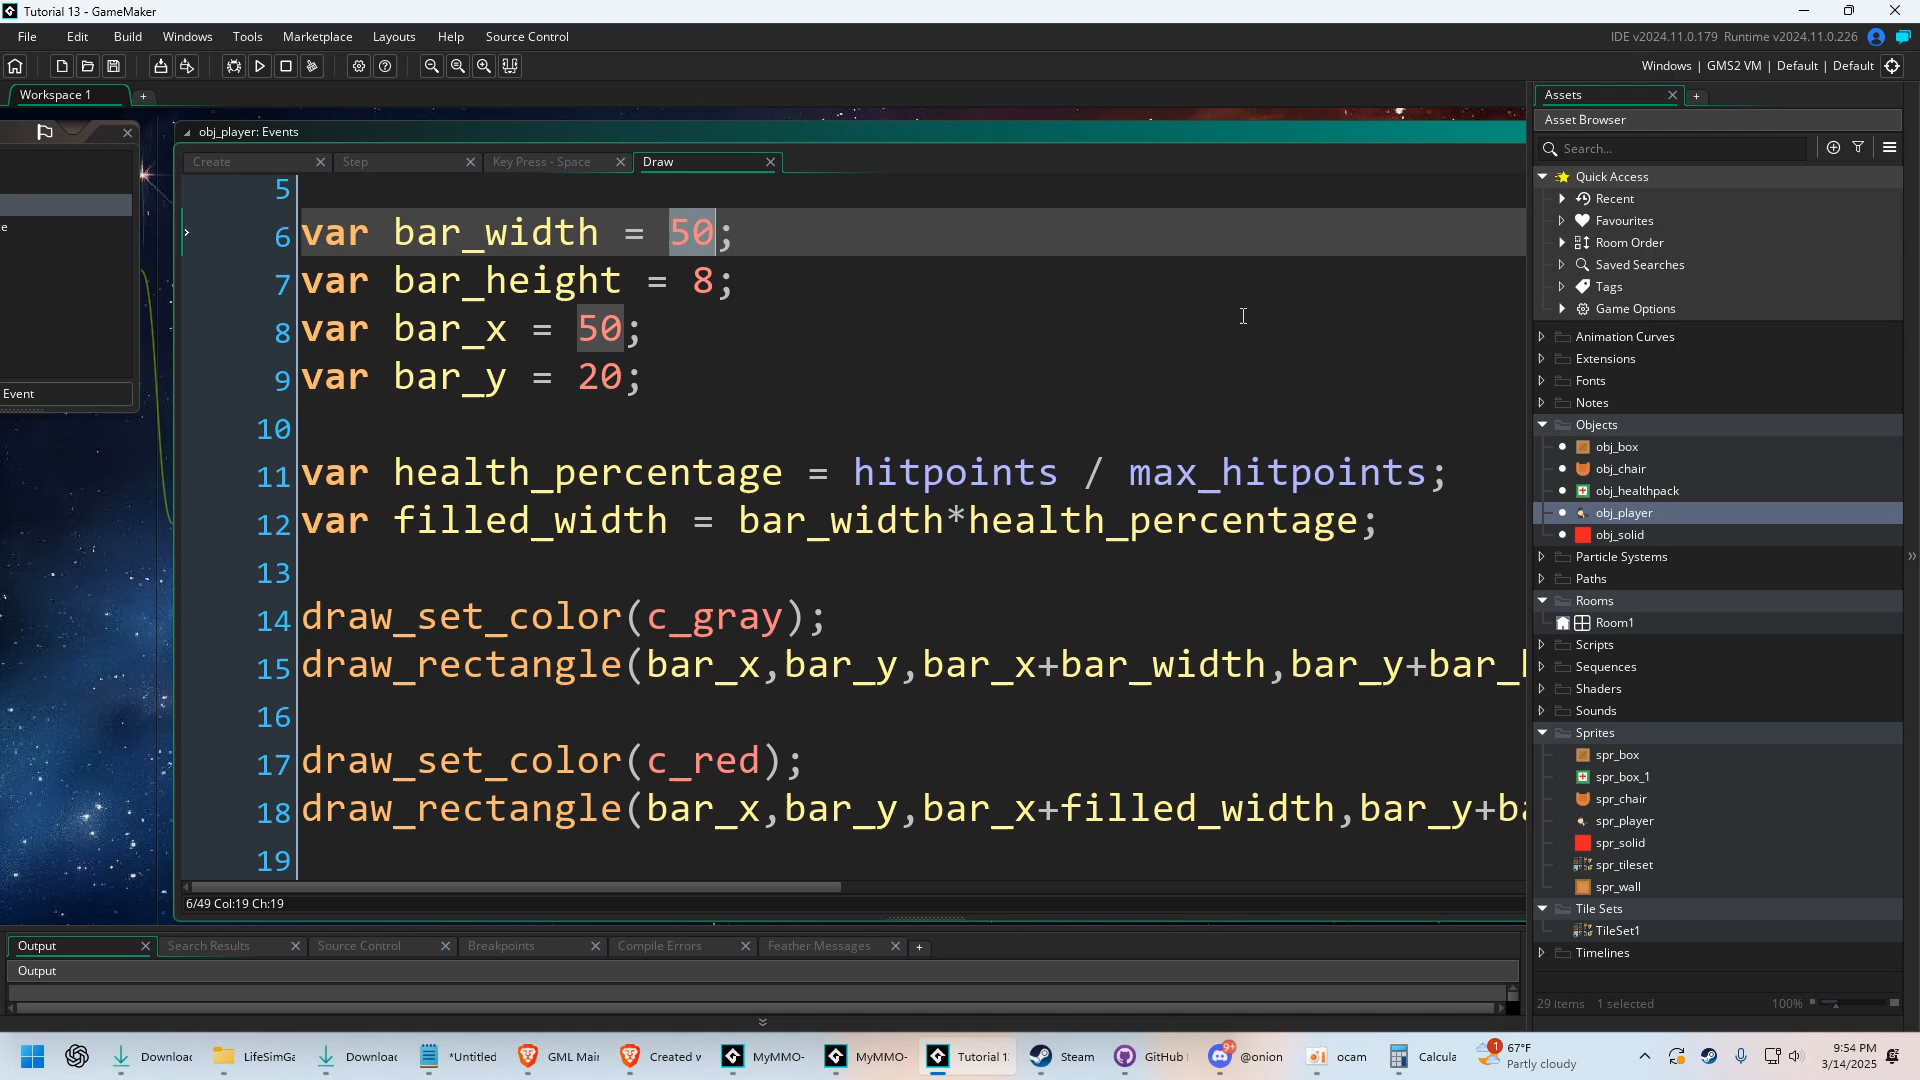 Tutorial 13 - GameMaker
File Edit Build Windows Tools Marketplace Layouts Help Source Control
IDE v2024.11.0.179 Runtime v2024.11.0.226
Windows | GMS2 VM | Default | Default
Workspace 1
obj_player: Events
Create Step Key Press - Space Draw
e
Event
5
6 var bar_width = 50;
7 var bar_height = 8;
8 var bar_x = 50;
9 var bar_y = 20;
10
11 var health_percentage = hitpoints / max_hitpoints;
12 var filled_width = bar_width*health_percentage;
13
14 draw_set_color(c_gray);
15 draw_rectangle(bar_x,bar_y,bar_x+bar_width,bar_y+bar_
16
17 draw_set_color(c_red);
18 draw_rectangle(bar_x,bar_y,bar_x+filled_width,bar_y+ba
19
6/49 Col:19 Ch:19
Output Search Results Source Control Breakpoints Compile Errors Feather Messages
Output
Assets
Asset Browser
Search...
Quick Access
Recent
Favourites
Room Order
Saved Searches
Tags
Game Options
Animation Curves
Extensions
Fonts
Notes
Objects
obj_box
obj_chair
obj_healthpack
obj_player
obj_solid
Particle Systems
Paths
Rooms
Room1
Scripts
Sequences
Shaders
Sounds
Sprites
spr_box
spr_box_1
spr_chair
spr_player
spr_solid
spr_tileset
spr_wall
Tile Sets
TileSet1
Timelines
29 items 1 selected 100%
Downloac LifeSimGa Downloac *Untitled GML Mair Created v MyMMO- MyMMO- Tutorial 1 Steam GitHub @onion ocam Calcula
9+
1
67°F
Partly cloudy
9:54 PM
3/14/2025